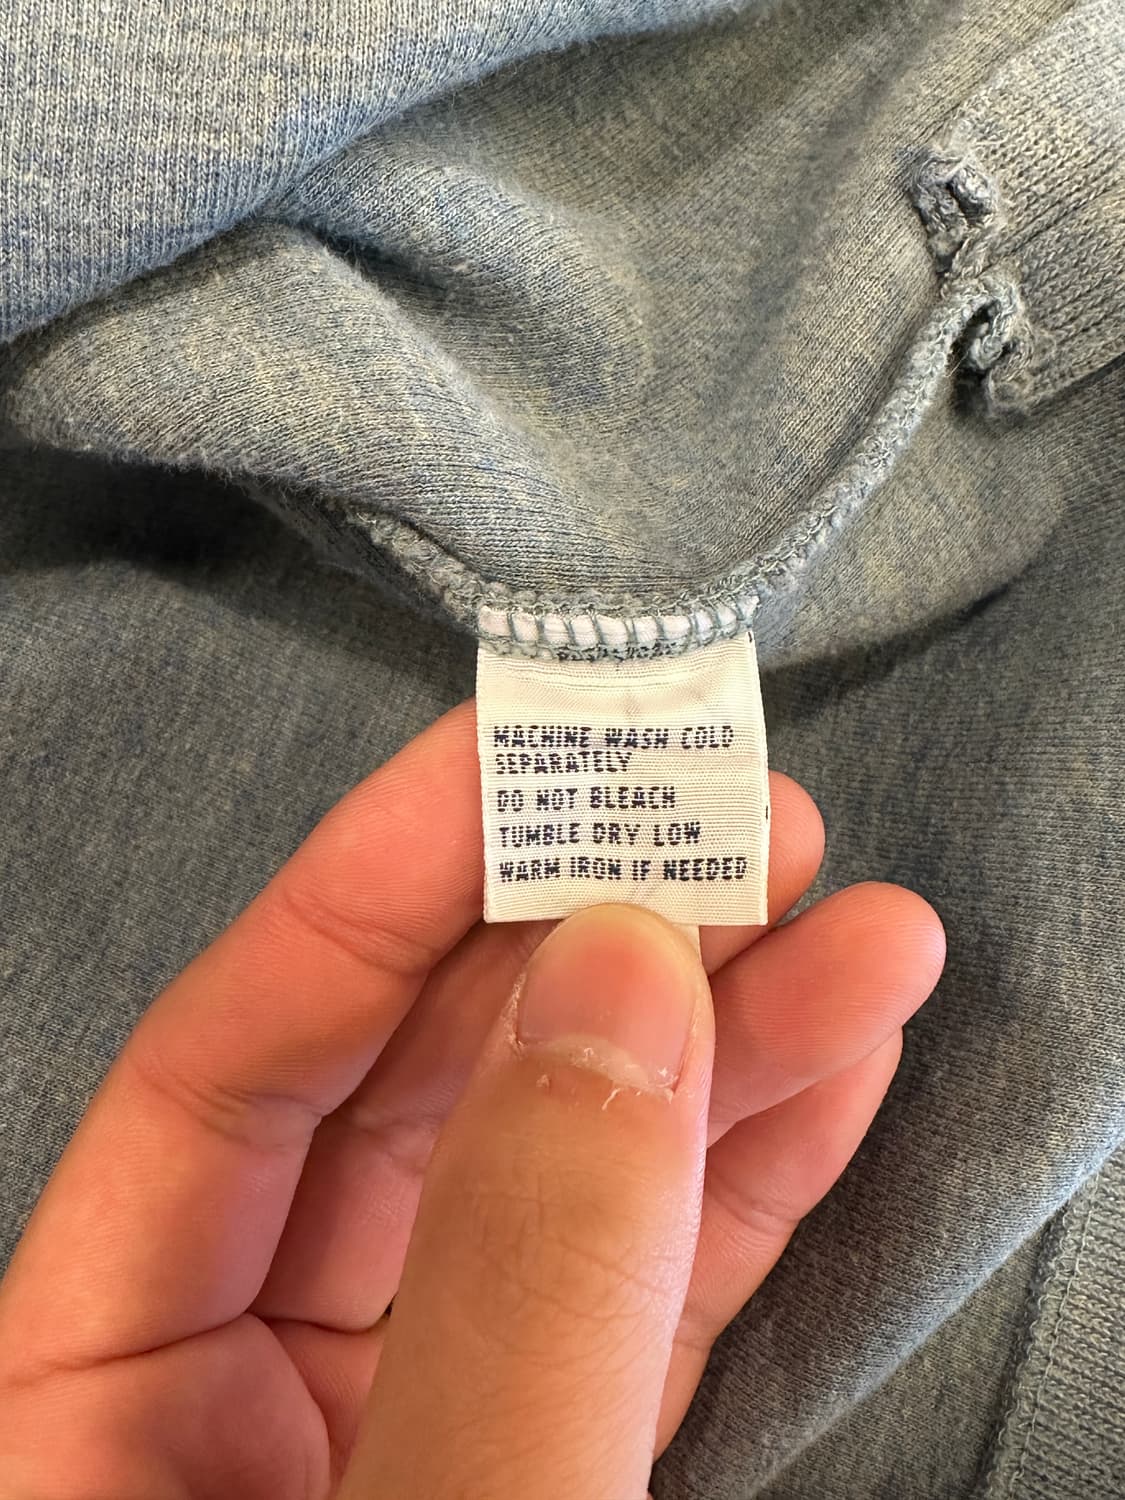 MACHINE WASH COLD
SEPARATELY
DO NOT BLEACH
TUMBLE DRY LOW
WARM IRON IF NEEDED